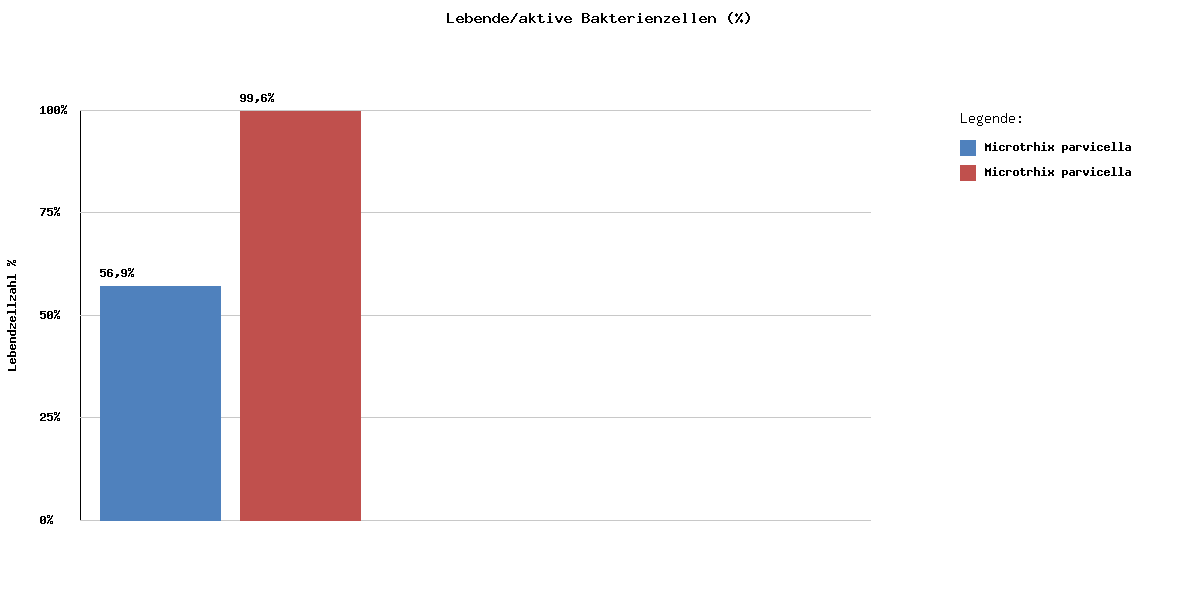 Lebende/aktive Bakterienzellen (%)
99,6%
100%
Legende:
Microtrhix parvicella
Microtrhix parvicella
75%
56,9%
Lebendzellzahl %
50%
25%
0%